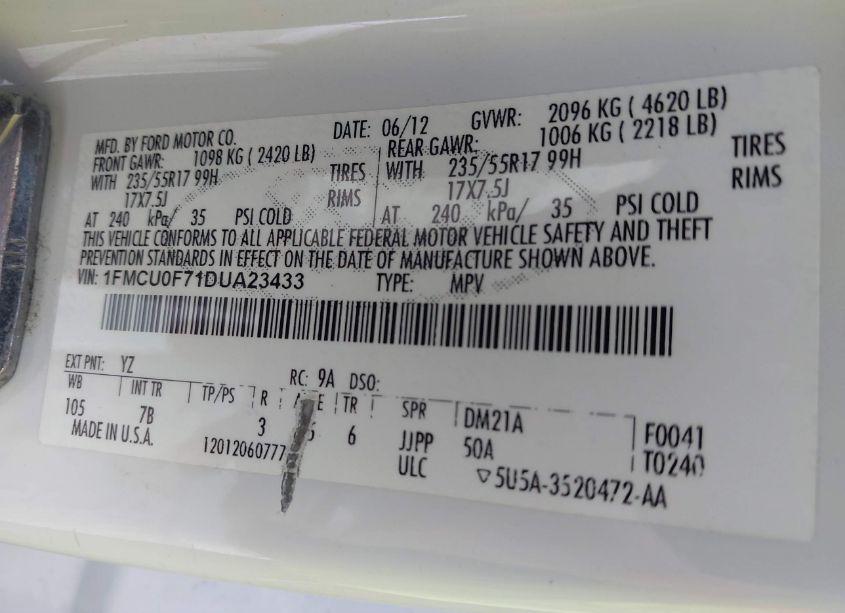 MFD. BY FORD MOTOR CO. DATE: 06/12 GVWR: 2096 KG ( 4620 LB)
FRONT GAWR: 1098 KG ( 2420 LB) REAR GAWR: 1006 KG ( 2218 LB)
WITH 235/55R17 99H TIRES WITH 235/55R17 99H TIRES
17X7.5J RIMS 17X7.5J RIMS
AT 240 kPa/ 35 PSI COLD AT 240 kPa/ 35 PSI COLD
THIS VEHICLE CONFORMS TO ALL APPLICABLE FEDERAL MOTOR VEHICLE SAFETY AND THEFT
PREVENTION STANDARDS IN EFFECT ON THE DATE OF MANUFACTURE SHOWN ABOVE.
VIN: 1FMCU0F71DUA23433 TYPE: MPV
EXT PNT: YZ RC: 9A DSO:
WB INT TR TP/PS R TR SPR DM21A F0041
105 7B 3 6 JJPP 50A T0240
MADE IN U.S.A. 12012060777 ULC ▽5U5A-3520472-AA